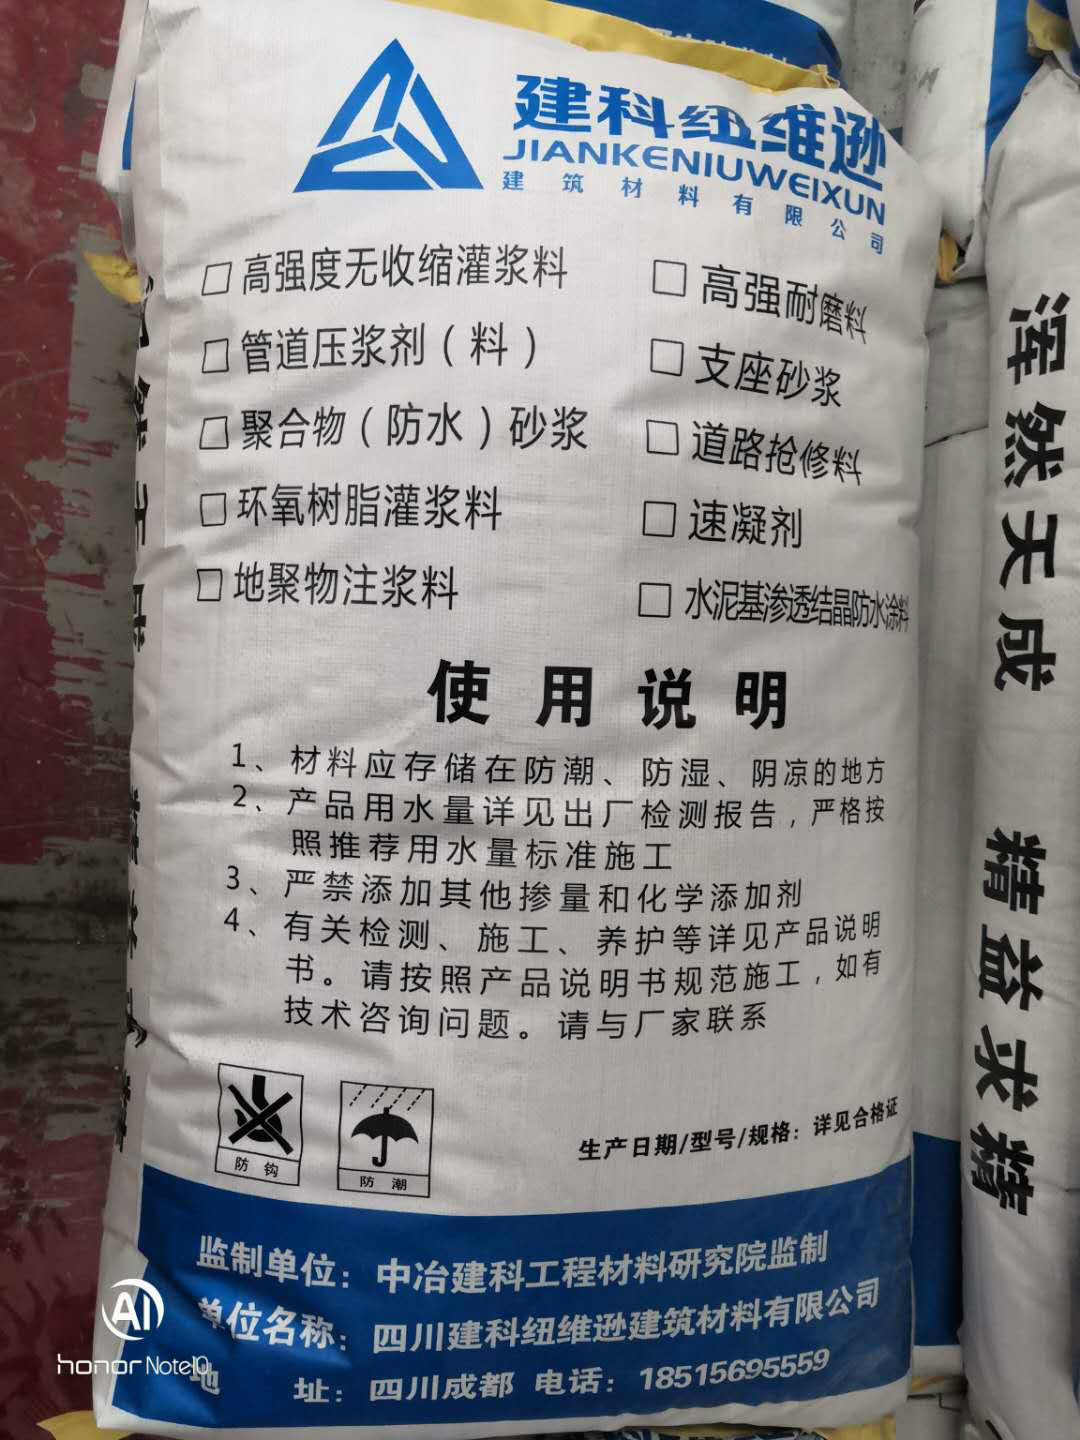 建科纽维逊
JIANKENIUWEIXUN
建筑材料有限公司
□高强度无收缩灌浆料
□高强耐磨料
□管道压浆剂(料)
□支座砂浆
□聚合物(防水)砂浆
□道路抢修料
□环氧树脂灌浆料
□速凝剂
□地聚物注浆料
□水泥基渗透结晶防水涂料
使用说明
1、材料应存储在防潮、防湿、阴凉的地方
2、产品用水量详见出厂检测报告，严格按
照推荐用水量标准施工
3、严禁添加其他掺量和化学添加剂
4、有关检测、施工、养护等详见产品说明
书。请按照产品说明书规范施工，如有
技术咨询问题。请与厂家联系
防钩
防潮
生产日期/型号/规格：详见合格证
监制单位：中冶建科工程材料研究院监制
单位名称：四川建科纽维逊建筑材料有限公司
地 址：四川成都 电话：18515695559
浑然天成 精益求精
AI
honor Note10